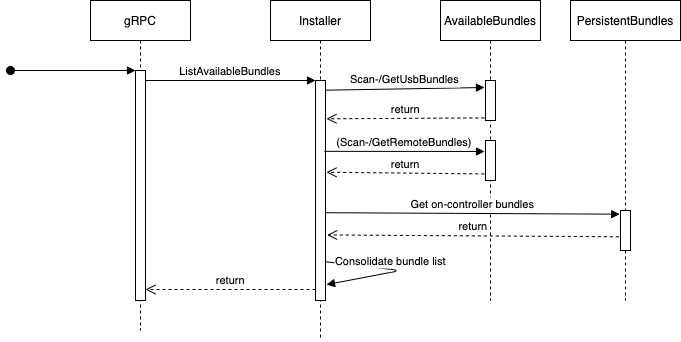 gRPC
Installer
AvailableBundles
PersistentBundles
ListAvailableBundles
Scan-/GetUsbBundles
return
(Scan-/GetRemoteBundles)
return
Get on-controller bundles
return
Consolidate bundle list
return